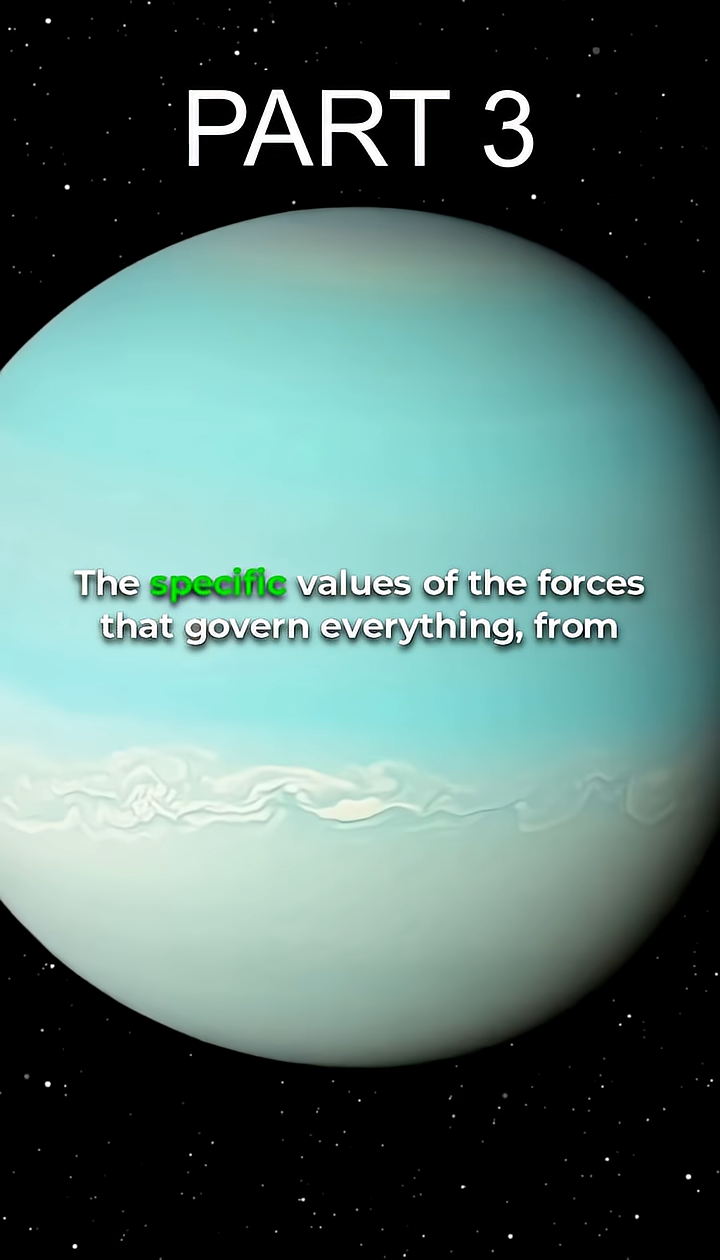 PART 3
The specific values of the forces
that govern everything, from